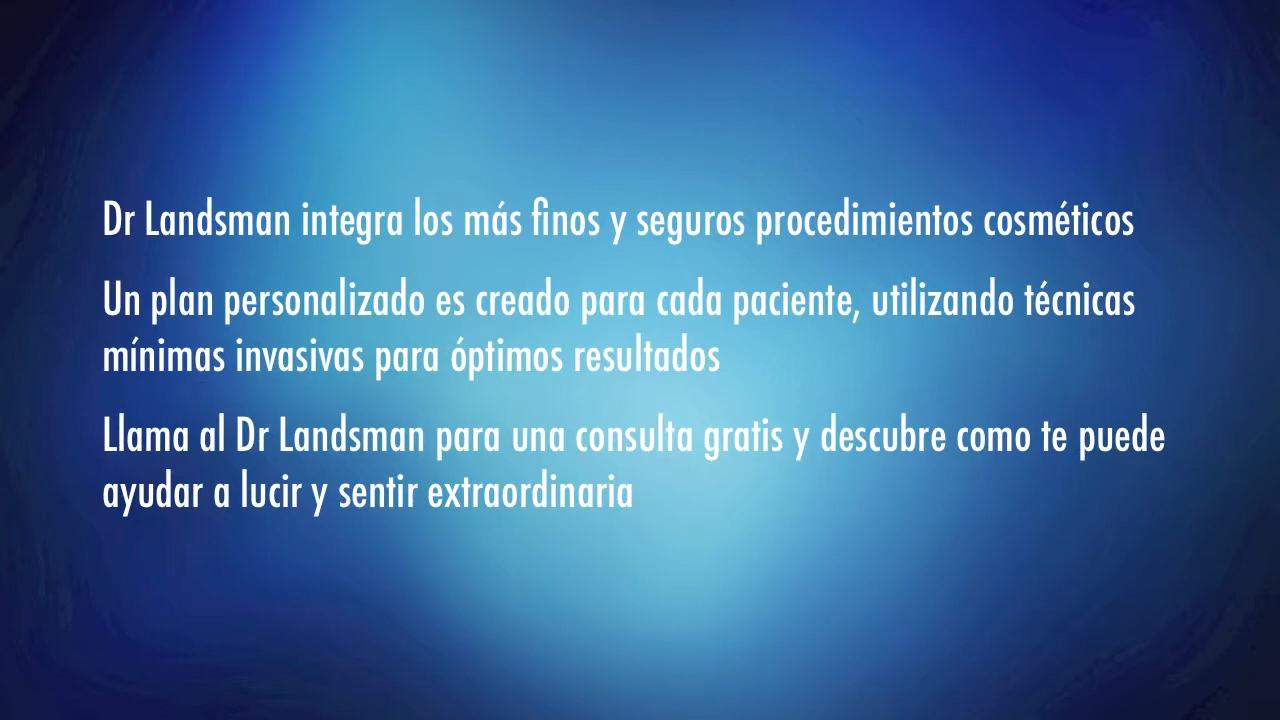 Dr Landsman integra los más finos y seguros procedimientos cosméticos
Un plan personalizado es creado para cada paciente, utilizando técnicas
mínimas invasivas para óptimos resultados
Llama al Dr Landsman para una consulta gratis y descubre como te puede
ayudar a lucir y sentir extraordinaria